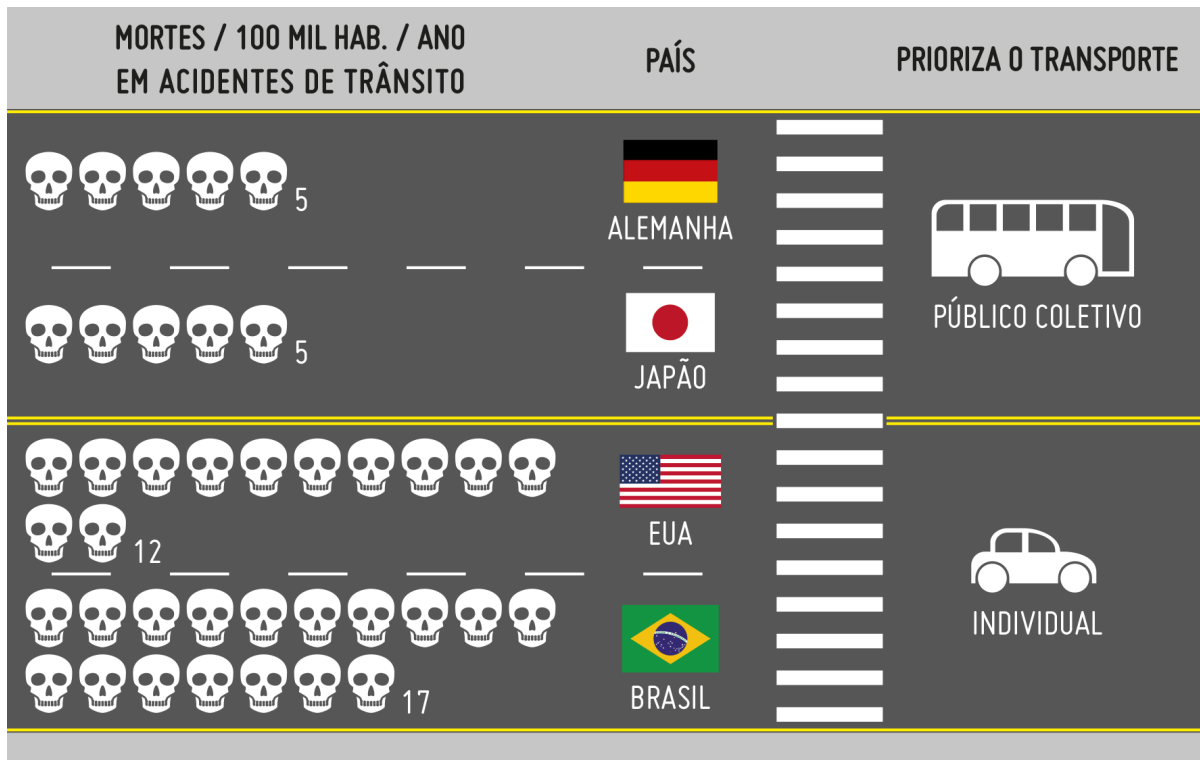 MORTES / 100 MIL HAB. / ANO
EM ACIDENTES DE TRÂNSITO
PAÍS
PRIORIZA O TRANSPORTE
5
ALEMANHA
5
JAPÃO
PÚBLICO COLETIVO
12
EUA
17
BRASIL
INDIVIDUAL